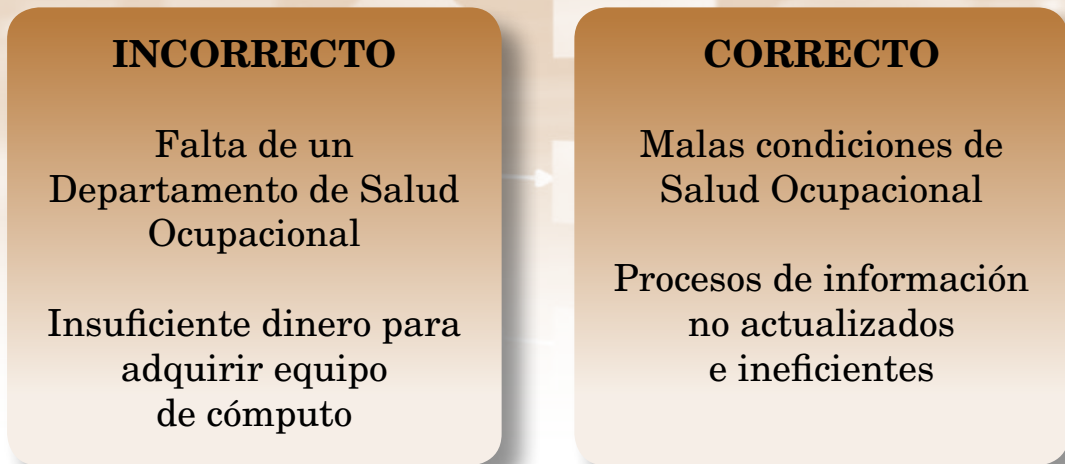 INCORRECTO
Falta de un
Departamento de Salud
Ocupacional
Insuficiente dinero para
adquirir equipo
de cómputo
CORRECTO
Malas condiciones de
Salud Ocupacional
Procesos de información
no actualizados
e ineficientes